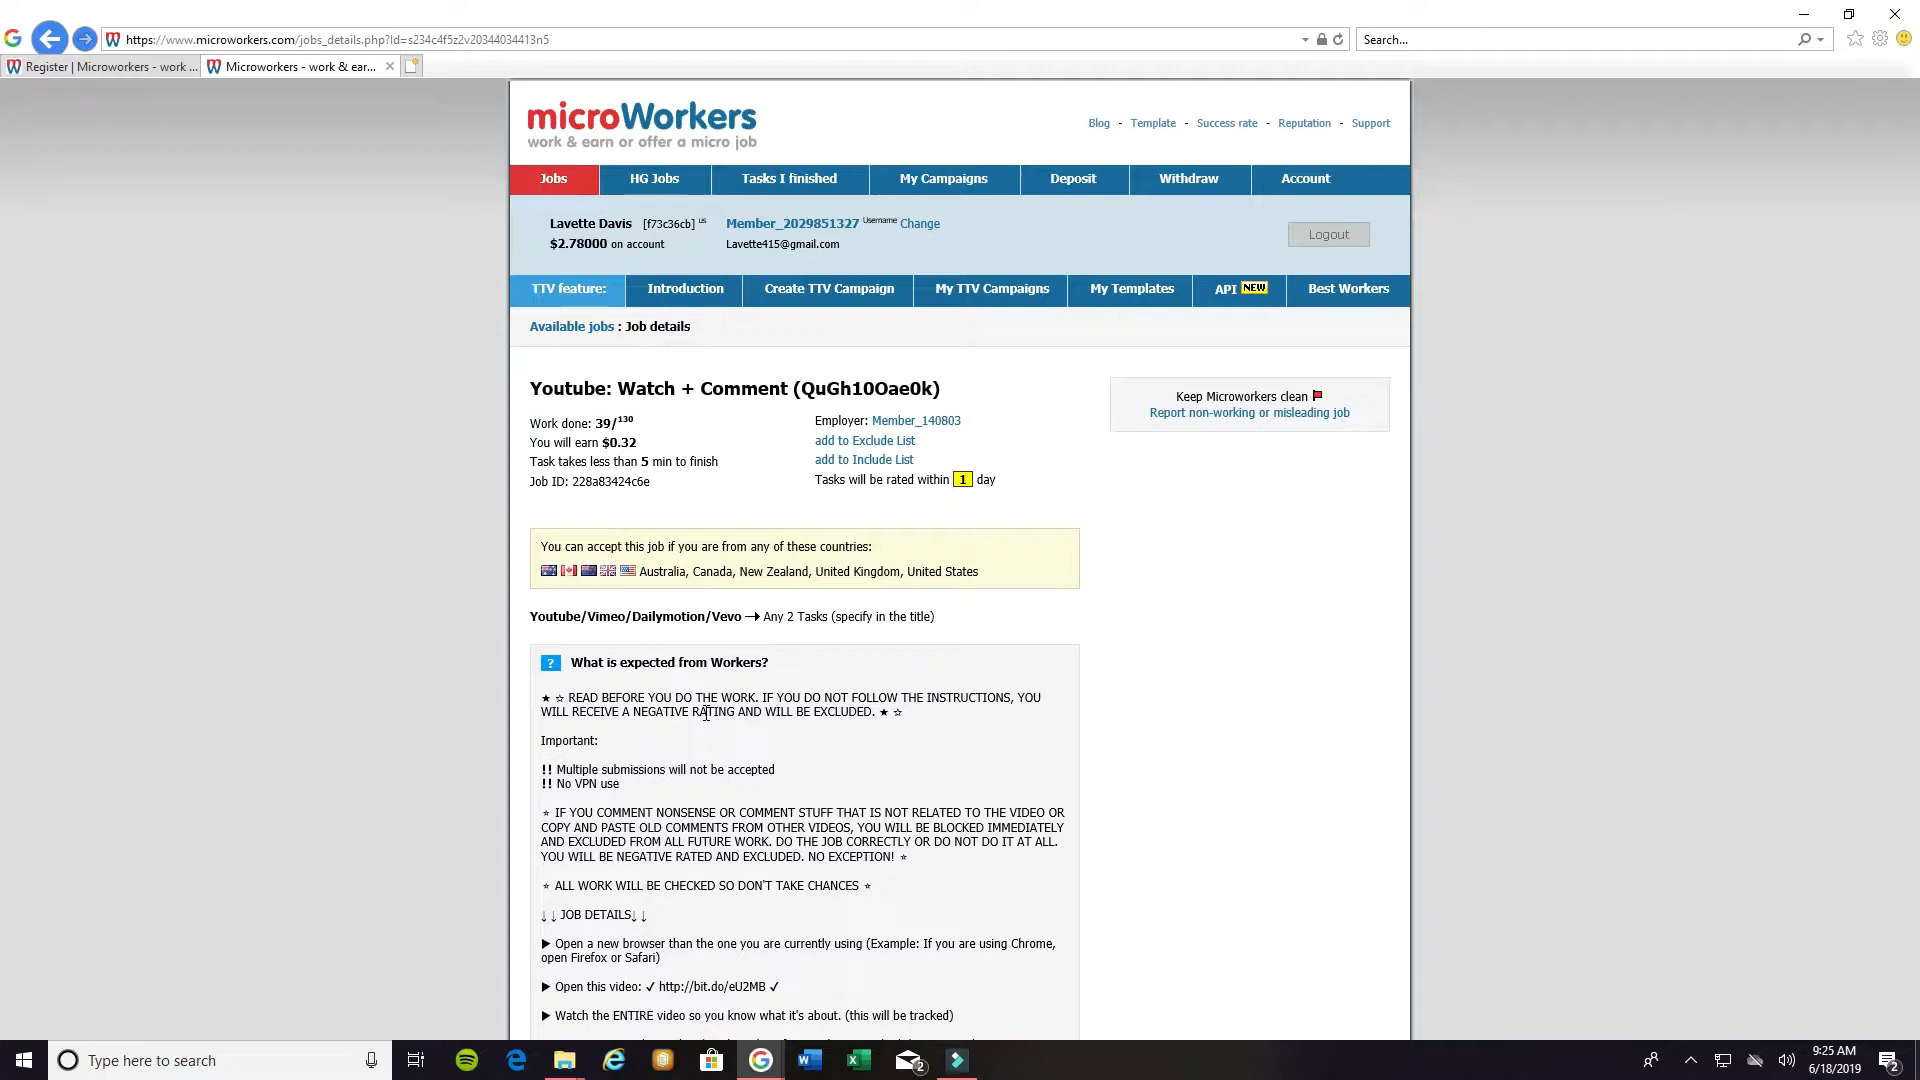 https://www.microworkers.com/jobs_details.php?Id=s234c4f5z2v20344034413n5
Search...
Register | Microworkers - work ...
Microworkers - work & ear...
microWorkers
work & earn or offer a micro job
Blog - Template - Success rate - Reputation - Support
Jobs HG Jobs Tasks I finished My Campaigns Deposit Withdraw Account
Lavette Davis [f73c36cb] us Member_2029851327 Username Change
$2.78000 on account Lavette415@gmail.com
Logout
TTV feature: Introduction Create TTV Campaign My TTV Campaigns My Templates API NEW Best Workers
Available jobs : Job details
Youtube: Watch + Comment (QuGh10Oae0k)
Work done: 39/130
You will earn $0.32
Task takes less than 5 min to finish
Job ID: 228a83424c6e
Employer: Member_140803
add to Exclude List
add to Include List
Tasks will be rated within 1 day
Keep Microworkers clean
Report non-working or misleading job
You can accept this job if you are from any of these countries:
Australia, Canada, New Zealand, United Kingdom, United States
Youtube/Vimeo/Dailymotion/Vevo → Any 2 Tasks (specify in the title)
? What is expected from Workers?
★ ☆ READ BEFORE YOU DO THE WORK. IF YOU DO NOT FOLLOW THE INSTRUCTIONS, YOU
WILL RECEIVE A NEGATIVE RATING AND WILL BE EXCLUDED. ★ ☆
Important:
!! Multiple submissions will not be accepted
!! No VPN use
⭑ IF YOU COMMENT NONSENSE OR COMMENT STUFF THAT IS NOT RELATED TO THE VIDEO OR
COPY AND PASTE OLD COMMENTS FROM OTHER VIDEOS, YOU WILL BE BLOCKED IMMEDIATELY
AND EXCLUDED FROM ALL FUTURE WORK. DO THE JOB CORRECTLY OR DO NOT DO IT AT ALL.
YOU WILL BE NEGATIVE RATED AND EXCLUDED. NO EXCEPTION! ⭑
⭑ ALL WORK WILL BE CHECKED SO DON'T TAKE CHANCES ⭑
↓↓ JOB DETAILS↓↓
► Open a new browser than the one you are currently using (Example: If you are using Chrome,
open Firefox or Safari)
► Open this video: ✓ http://bit.do/eU2MB ✓
► Watch the ENTIRE video so you know what it's about. (this will be tracked)
Type here to search
2
9:25 AM
6/18/2019
2